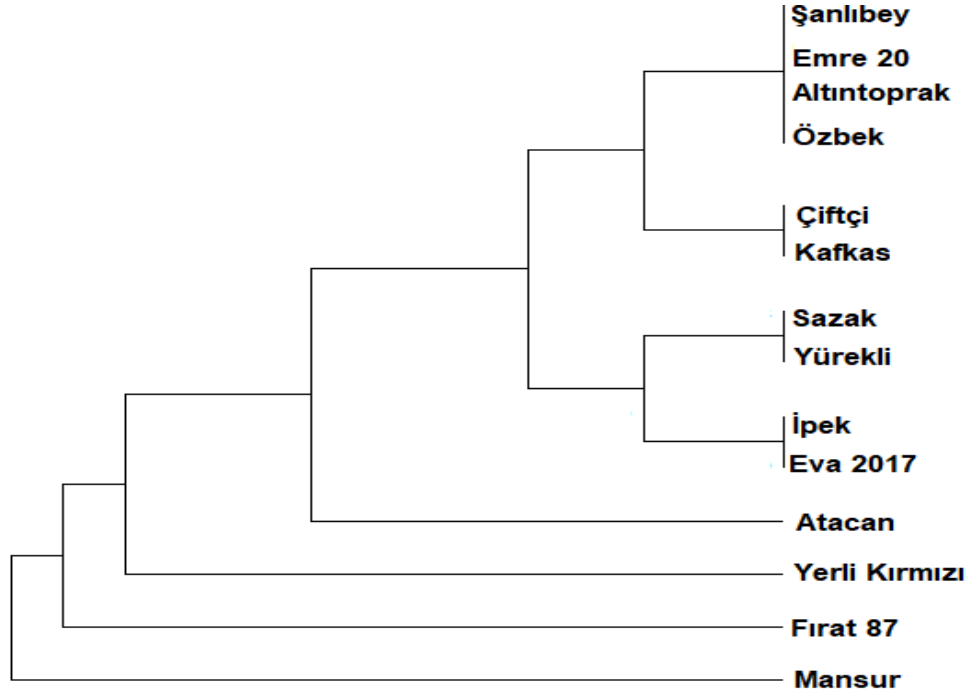 Şanlıbey
Emre 20
Altıntoprak
Özbek
Çiftçi
Kafkas
Sazak
Yürekli
İpek
Eva 2017
Atacan
Yerli Kırmızı
Fırat 87
Mansur